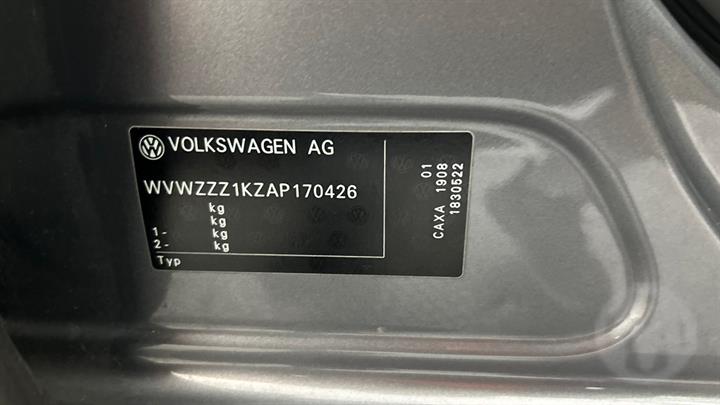 VOLKSWAGEN AG
WVWZZZ1KZAP170426
kg
kg
1- kg
2- kg
Typ
01
CAXA 1908
1830522